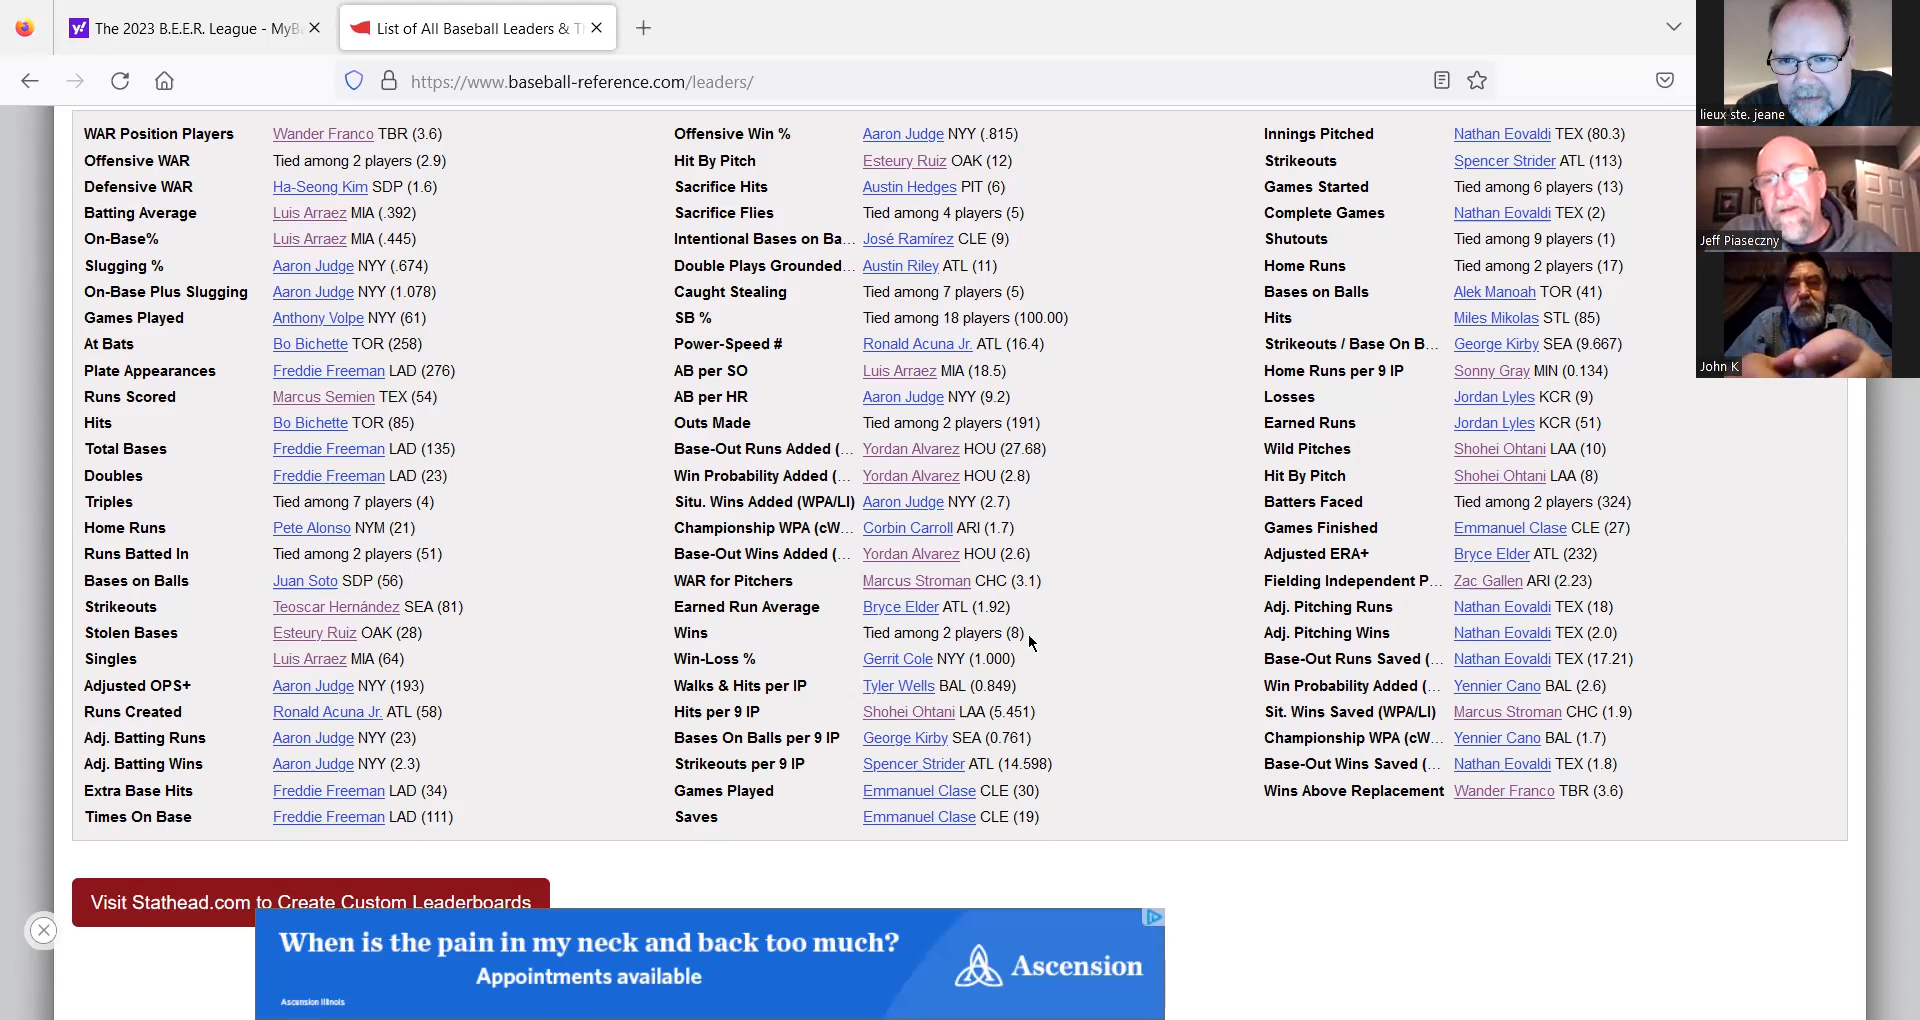 The 2023 B.E.E.R. League - MyB
List of All Baseball Leaders &
https://www.baseball-reference.com/leaders/
lieux ste. jeane
Jeff Piaseczny
John K
WAR Position Players Wander Franco TBR (3.6)
Offensive WAR Tied among 2 players (2.9)
Defensive WAR Ha-Seong Kim SDP (1.6)
Batting Average Luis Arraez MIA (.392)
On-Base% Luis Arraez MIA (.445)
Slugging % Aaron Judge NYY (.674)
On-Base Plus Slugging Aaron Judge NYY (1.078)
Games Played Anthony Volpe NYY (61)
At Bats Bo Bichette TOR (258)
Plate Appearances Freddie Freeman LAD (276)
Runs Scored Marcus Semien TEX (54)
Hits Bo Bichette TOR (85)
Total Bases Freddie Freeman LAD (135)
Doubles Freddie Freeman LAD (23)
Triples Tied among 7 players (4)
Home Runs Pete Alonso NYM (21)
Runs Batted In Tied among 2 players (51)
Bases on Balls Juan Soto SDP (56)
Strikeouts Teoscar Hernández SEA (81)
Stolen Bases Esteury Ruiz OAK (28)
Singles Luis Arraez MIA (64)
Adjusted OPS+ Aaron Judge NYY (193)
Runs Created Ronald Acuna Jr. ATL (58)
Adj. Batting Runs Aaron Judge NYY (23)
Adj. Batting Wins Aaron Judge NYY (2.3)
Extra Base Hits Freddie Freeman LAD (34)
Times On Base Freddie Freeman LAD (111)
Offensive Win % Aaron Judge NYY (.815)
Hit By Pitch Esteury Ruiz OAK (12)
Sacrifice Hits Austin Hedges PIT (6)
Sacrifice Flies Tied among 4 players (5)
Intentional Bases on Ba... José Ramírez CLE (9)
Double Plays Grounded... Austin Riley ATL (11)
Caught Stealing Tied among 7 players (5)
SB % Tied among 18 players (100.00)
Power-Speed # Ronald Acuna Jr. ATL (16.4)
AB per SO Luis Arraez MIA (18.5)
AB per HR Aaron Judge NYY (9.2)
Outs Made Tied among 2 players (191)
Base-Out Runs Added (... Yordan Alvarez HOU (27.68)
Win Probability Added (... Yordan Alvarez HOU (2.8)
Situ. Wins Added (WPA/LI) Aaron Judge NYY (2.7)
Championship WPA (cW... Corbin Carroll ARI (1.7)
Base-Out Wins Added (... Yordan Alvarez HOU (2.6)
WAR for Pitchers Marcus Stroman CHC (3.1)
Earned Run Average Bryce Elder ATL (1.92)
Wins Tied among 2 players (8)
Win-Loss % Gerrit Cole NYY (1.000)
Walks & Hits per IP Tyler Wells BAL (0.849)
Hits per 9 IP Shohei Ohtani LAA (5.451)
Bases On Balls per 9 IP George Kirby SEA (0.761)
Strikeouts per 9 IP Spencer Strider ATL (14.598)
Games Played Emmanuel Clase CLE (30)
Saves Emmanuel Clase CLE (19)
Innings Pitched Nathan Eovaldi TEX (80.3)
Strikeouts Spencer Strider ATL (113)
Games Started Tied among 6 players (13)
Complete Games Nathan Eovaldi TEX (2)
Shutouts Tied among 9 players (1)
Home Runs Tied among 2 players (17)
Bases on Balls Alek Manoah TOR (41)
Hits Miles Mikolas STL (85)
Strikeouts / Base On B... George Kirby SEA (9.667)
Home Runs per 9 IP Sonny Gray MIN (0.134)
Losses Jordan Lyles KCR (9)
Earned Runs Jordan Lyles KCR (51)
Wild Pitches Shohei Ohtani LAA (10)
Hit By Pitch Shohei Ohtani LAA (8)
Batters Faced Tied among 2 players (324)
Games Finished Emmanuel Clase CLE (27)
Adjusted ERA+ Bryce Elder ATL (232)
Fielding Independent P... Zac Gallen ARI (2.23)
Adj. Pitching Runs Nathan Eovaldi TEX (18)
Adj. Pitching Wins Nathan Eovaldi TEX (2.0)
Base-Out Runs Saved (... Nathan Eovaldi TEX (17.21)
Win Probability Added (... Yennier Cano BAL (2.6)
Sit. Wins Saved (WPA/LI) Marcus Stroman CHC (1.9)
Championship WPA (cW... Yennier Cano BAL (1.7)
Base-Out Wins Saved (... Nathan Eovaldi TEX (1.8)
Wins Above Replacement Wander Franco TBR (3.6)
Visit Stathead.com to Create Custom Leaderboards
When is the pain in my neck and back too much?
Appointments available
Ascension
Ascension Illinois